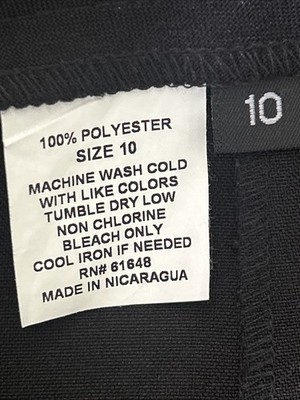 100% POLYESTER
SIZE 10
MACHINE WASH COLD
WITH LIKE COLORS
TUMBLE DRY LOW
NON CHLORINE
BLEACH ONLY
COOL IRON IF NEEDED
RN# 61648
MADE IN NICARAGUA
10